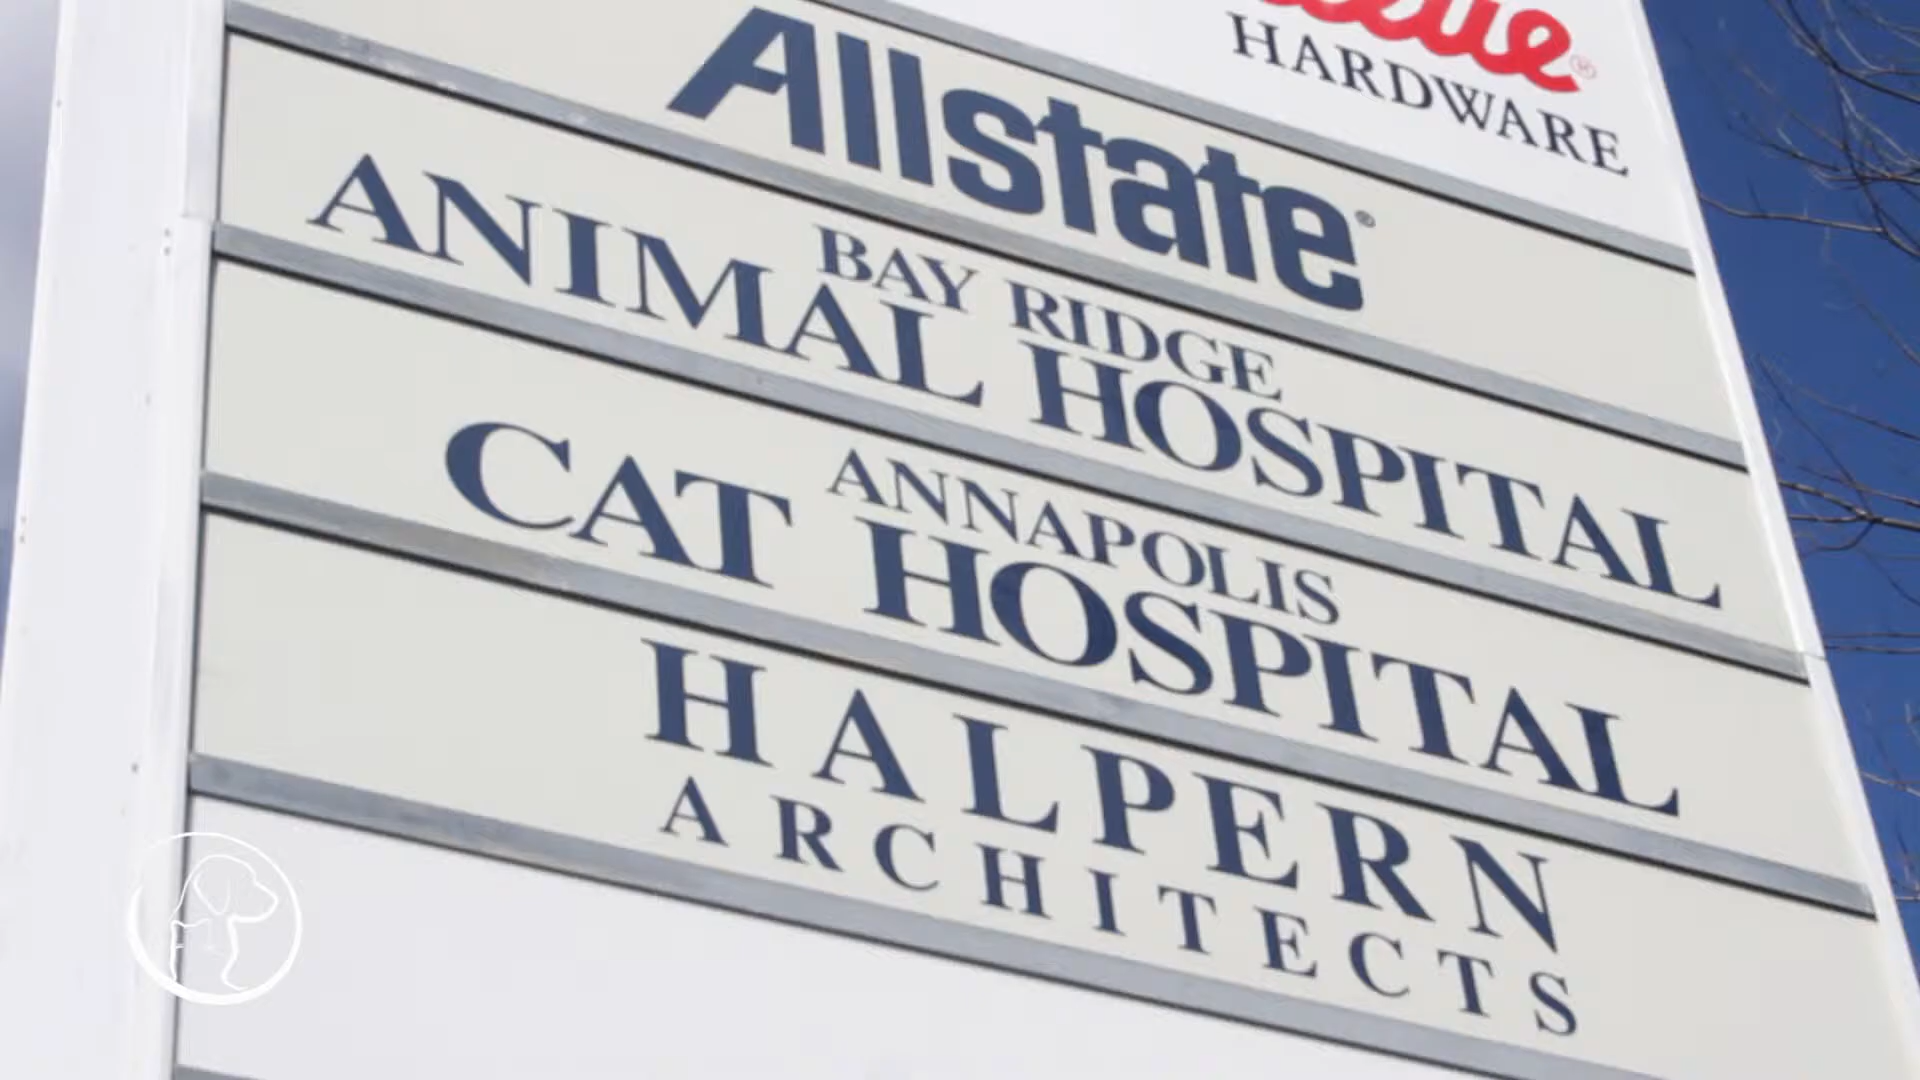 HARDWARE
Allstate®
BAY RIDGE
ANIMAL HOSPITAL
ANNAPOLIS
CAT HOSPITAL
HALPERN
ARCHITECTS